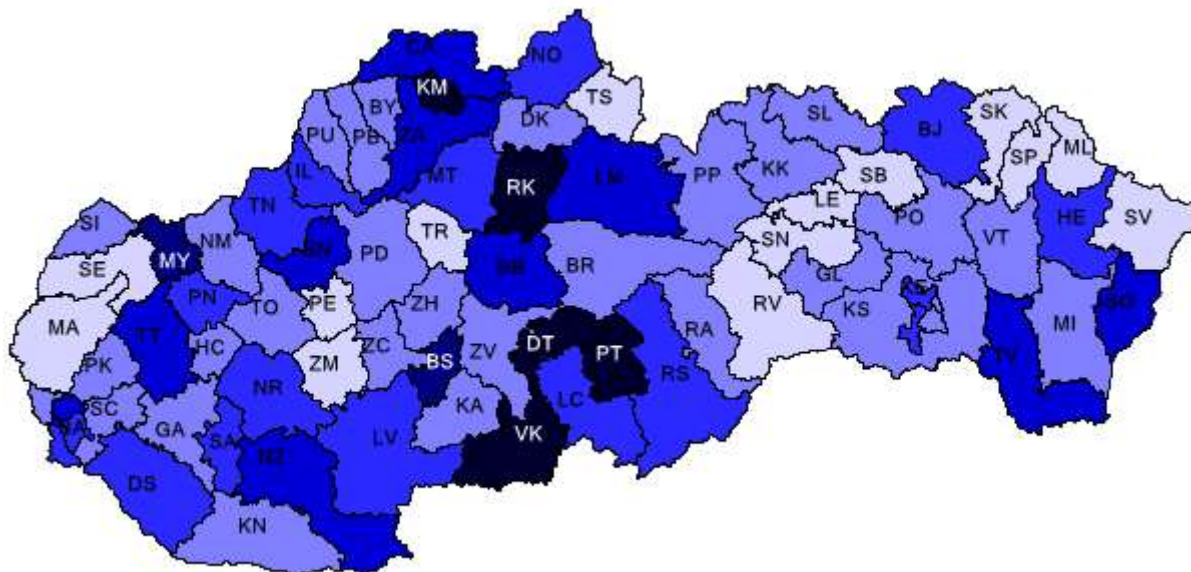 NO
CA
KM
TS
BY
DK
SL
SK
PU
PB
ZA
BJ
ML
SP
IL
MT
RK
LM
PP
KK
SB
LE
TN
SI
NM
BN
PD
TR
PO
HE
SV
VT
SN
MY
SE
BB
BR
GL
PN
TO
PE
ZH
RV
KS
KE
SO
MA
TT
MI
HC
ZC
BS
ZV
DT
PT
RA
TV
PK
ZM
RS
NR
SC
KA
LC
BA
GA
SA
LV
VK
NZ
DS
KN